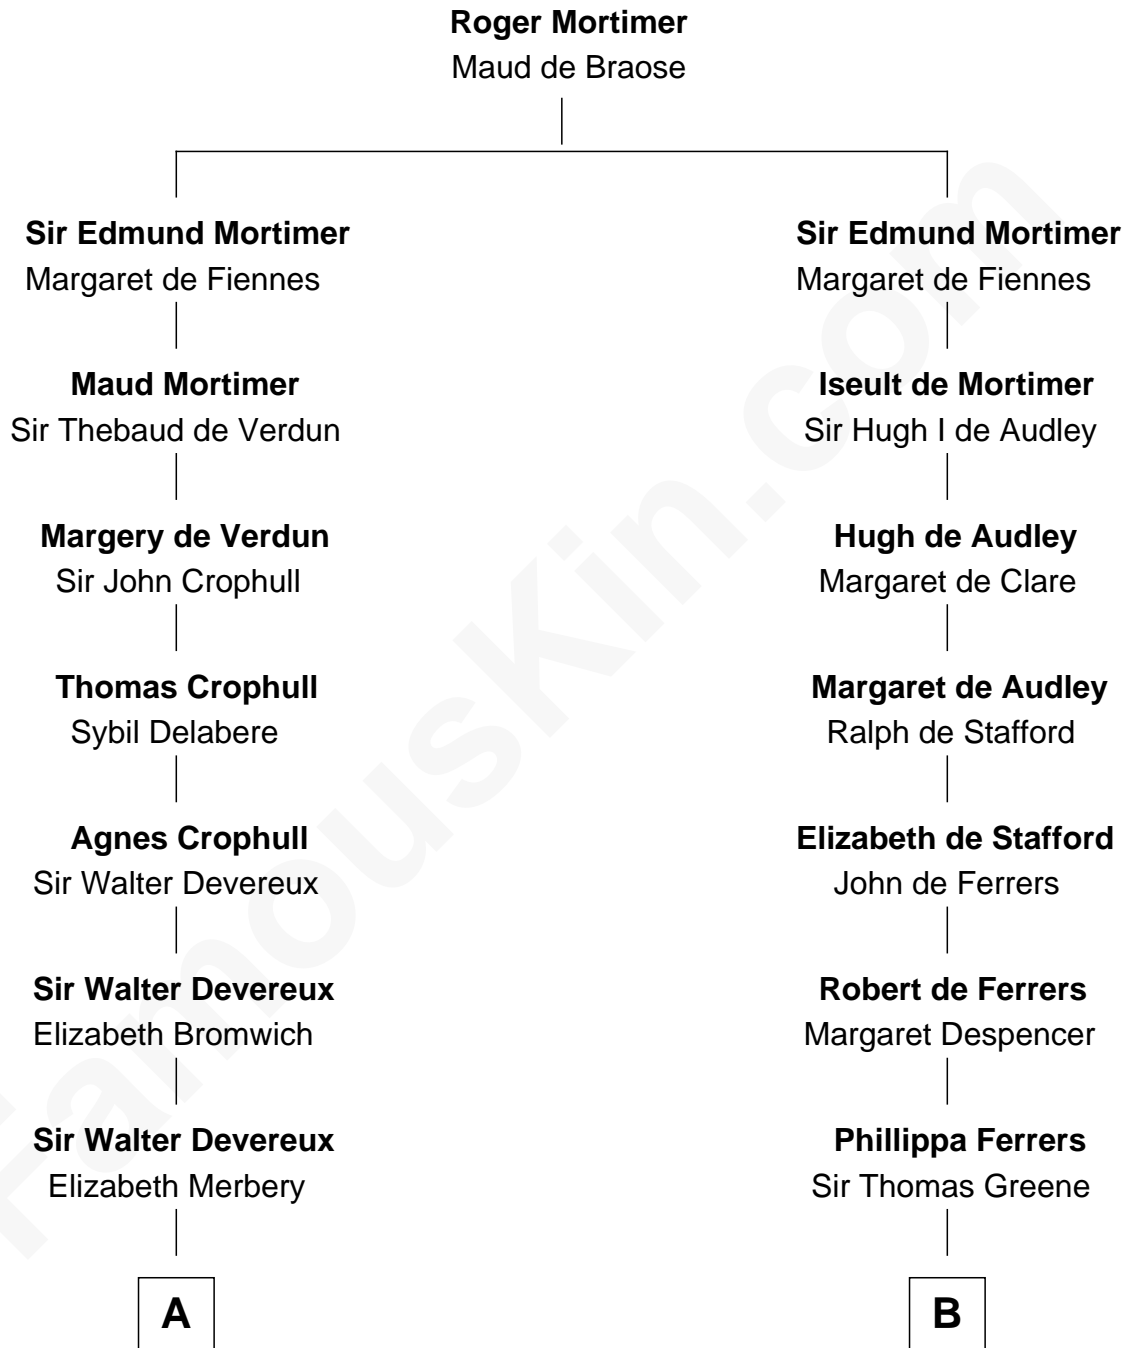 Roger Mortimer
Maud de Braose
Sir Edmund Mortimer
Margaret de Fiennes
Maud Mortimer
Sir Thebaud de Verdun
Margery de Verdun
Sir John Crophull
Thomas Crophull
Sybil Delabere
Agnes Crophull
Sir Walter Devereux
Sir Walter Devereux
Elizabeth Bromwich
Sir Walter Devereux
Elizabeth Merbery
A
Sir Edmund Mortimer
Margaret de Fiennes
Iseult de Mortimer
Sir Hugh I de Audley
Hugh de Audley
Margaret de Clare
Margaret de Audley
Ralph de Stafford
Elizabeth de Stafford
John de Ferrers
Robert de Ferrers
Margaret Despencer
Phillippa Ferrers
Sir Thomas Greene
B
FamousKin.com